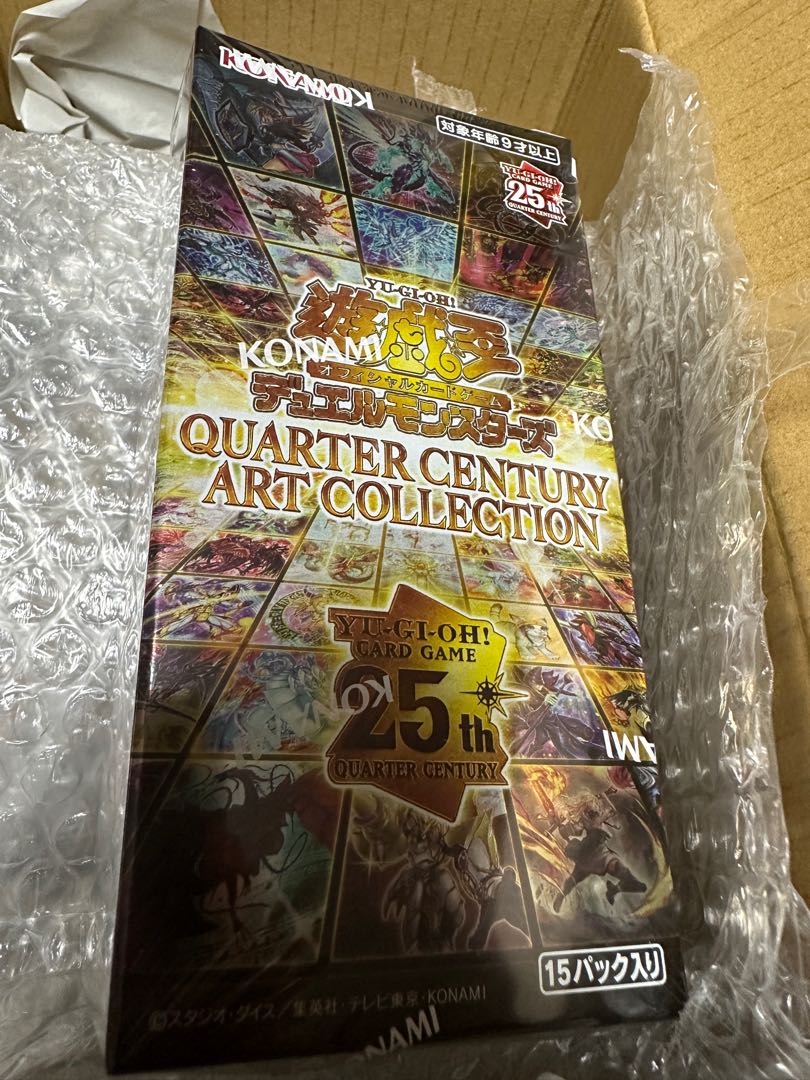 KONAMI
KONAMI
対象年齢9才以上
YU-GI-OH!
CARD GAME
25th
QUARTER CENTURY
YU-GI-OH!
遊☆戯☆王
KONAMI
オフィシャルカードゲーム
デュエルモンスターズ
KO
QUARTER CENTURY
ART COLLECTION
YU-GI-OH!
CARD GAME
KONAMI
25th
QUARTER CENTURY
AMI
15パック入り
©スタジオ・ダイス/集英社・テレビ東京・KONAMI
NAMI